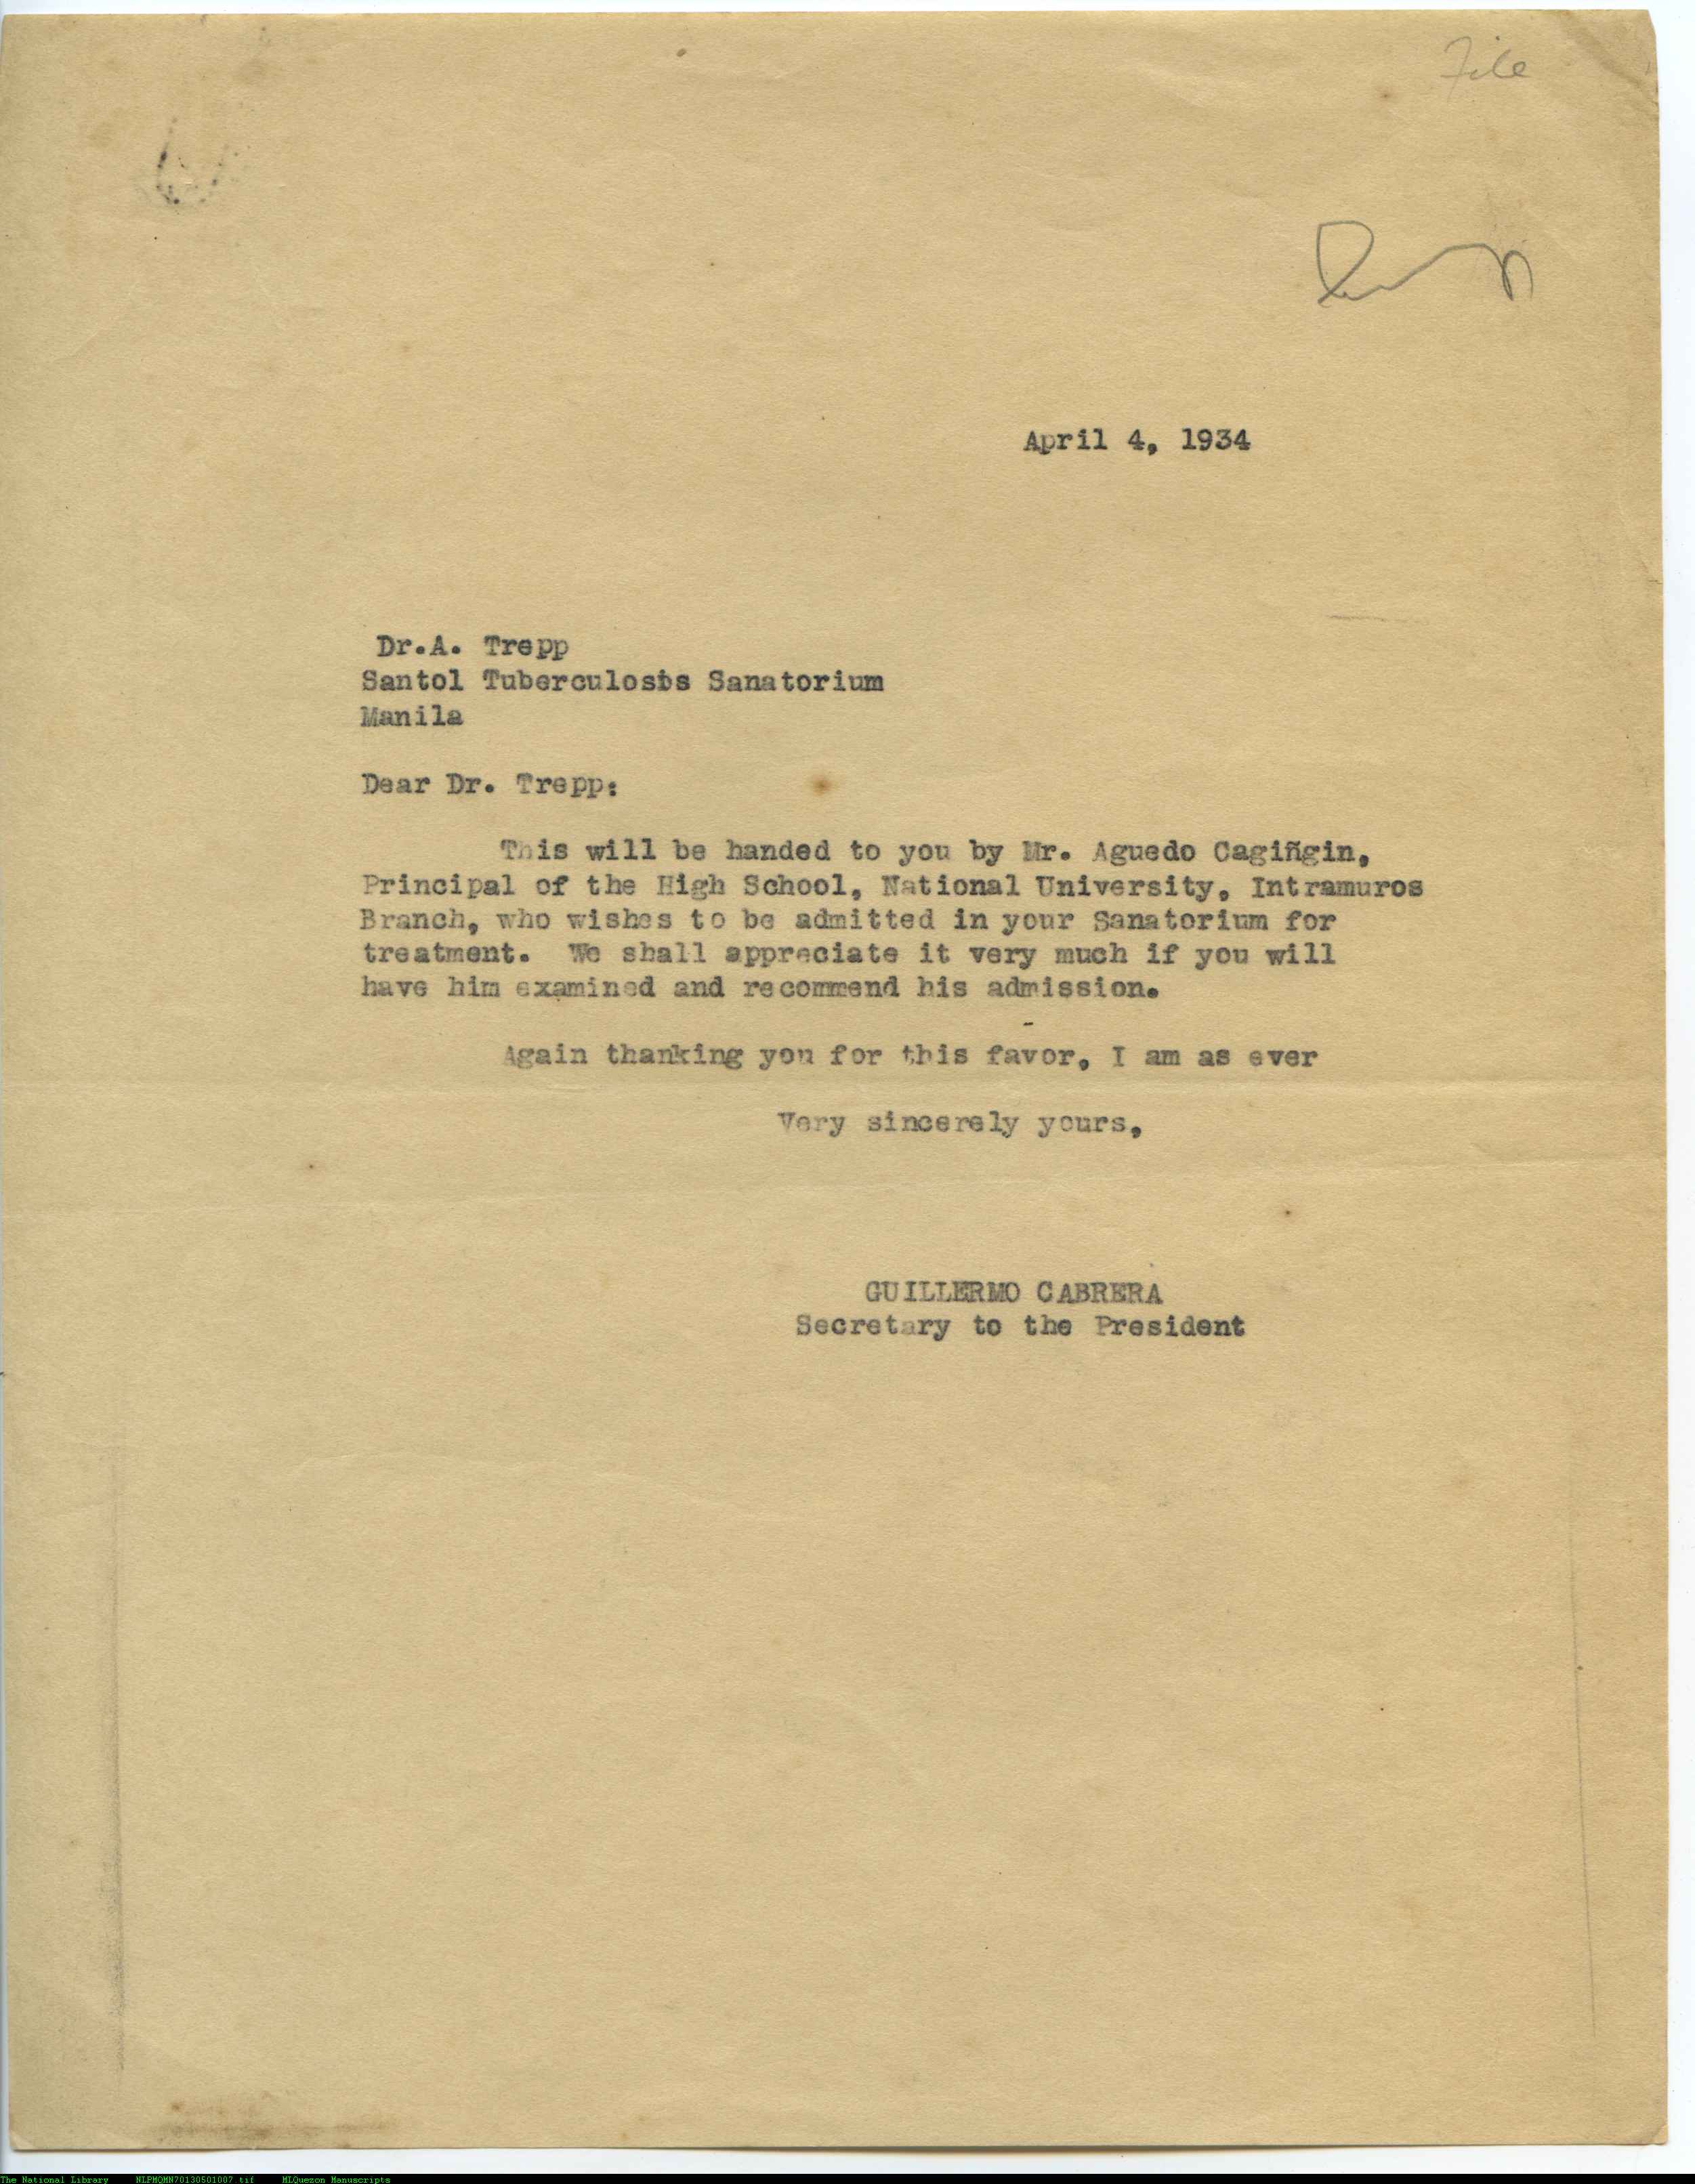 File
April 4, 1934
Dr.A. Trepp
Santol Tuberculosis Sanatorium
Manila
Dear Dr. Trepp:
This will be handed to you by Mr. Aguedo Cagiñgin,
Principal of the High School, National University, Intramuros
Branch, who wishes to be admitted in your Sanatorium for
treatment. We shall appreciate it very much if you will
have him examined and recommend his admission.
Again thanking you for this favor, I am as ever
Very sincerely yours,
GUILLERMO CABRERA
Secretary to the President
The National Library NLPMQMN70130501007.tif MLQuezon Manuscripts